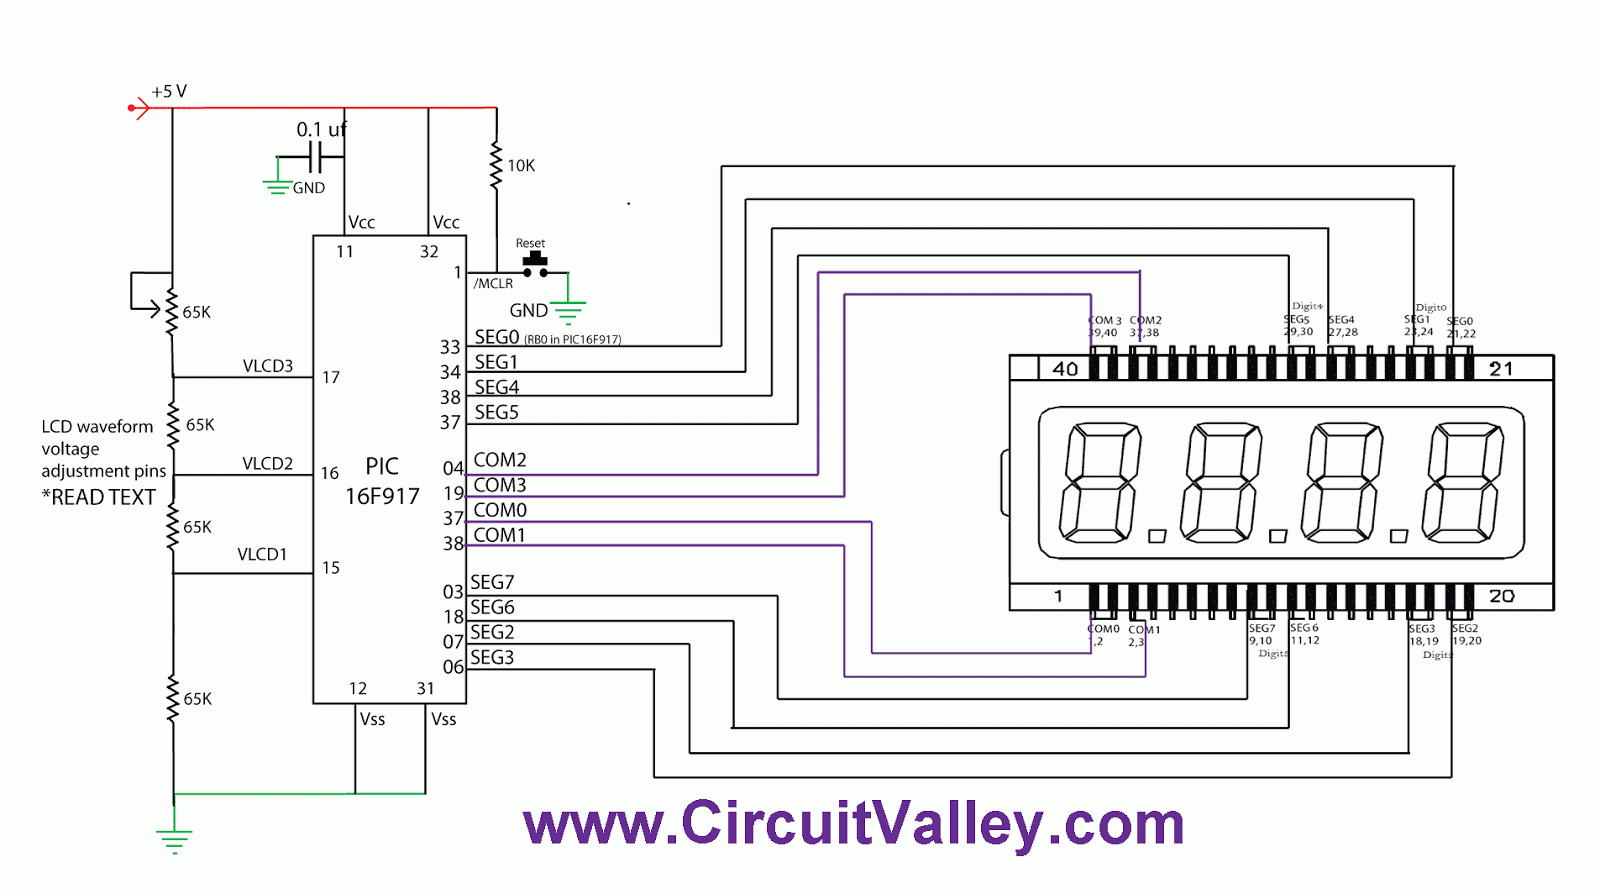 +5 V
0.1 uf
GND
10K
Vcc
Vcc
11
32
1
/MCLR
Reset
GND
65K
VLCD3
17
65K
LCD waveform
voltage
adjustment pins
*READ TEXT
VLCD2
16
65K
VLCD1
15
65K
PIC
16F917
33
SEG0 (RB0 in PIC16F917)
34
SEG1
38
SEG4
37
SEG5
04
COM2
19
COM3
37
COM0
38
COM1
03
SEG7
18
SEG6
07
SEG2
06
SEG3
12
31
Vss
Vss
Digit4
Digit0
COM 3
39,40
COM2
37,38
SEG5
29,30
SEG4
27,28
SEG1
23,24
SEG0
21,22
40
21
1
20
COM0
1,2
COM1
2,3
SEG7
9,10
SEG 6
11,12
SEG3
18,19
SEG2
19,20
www.CircuitValley.com